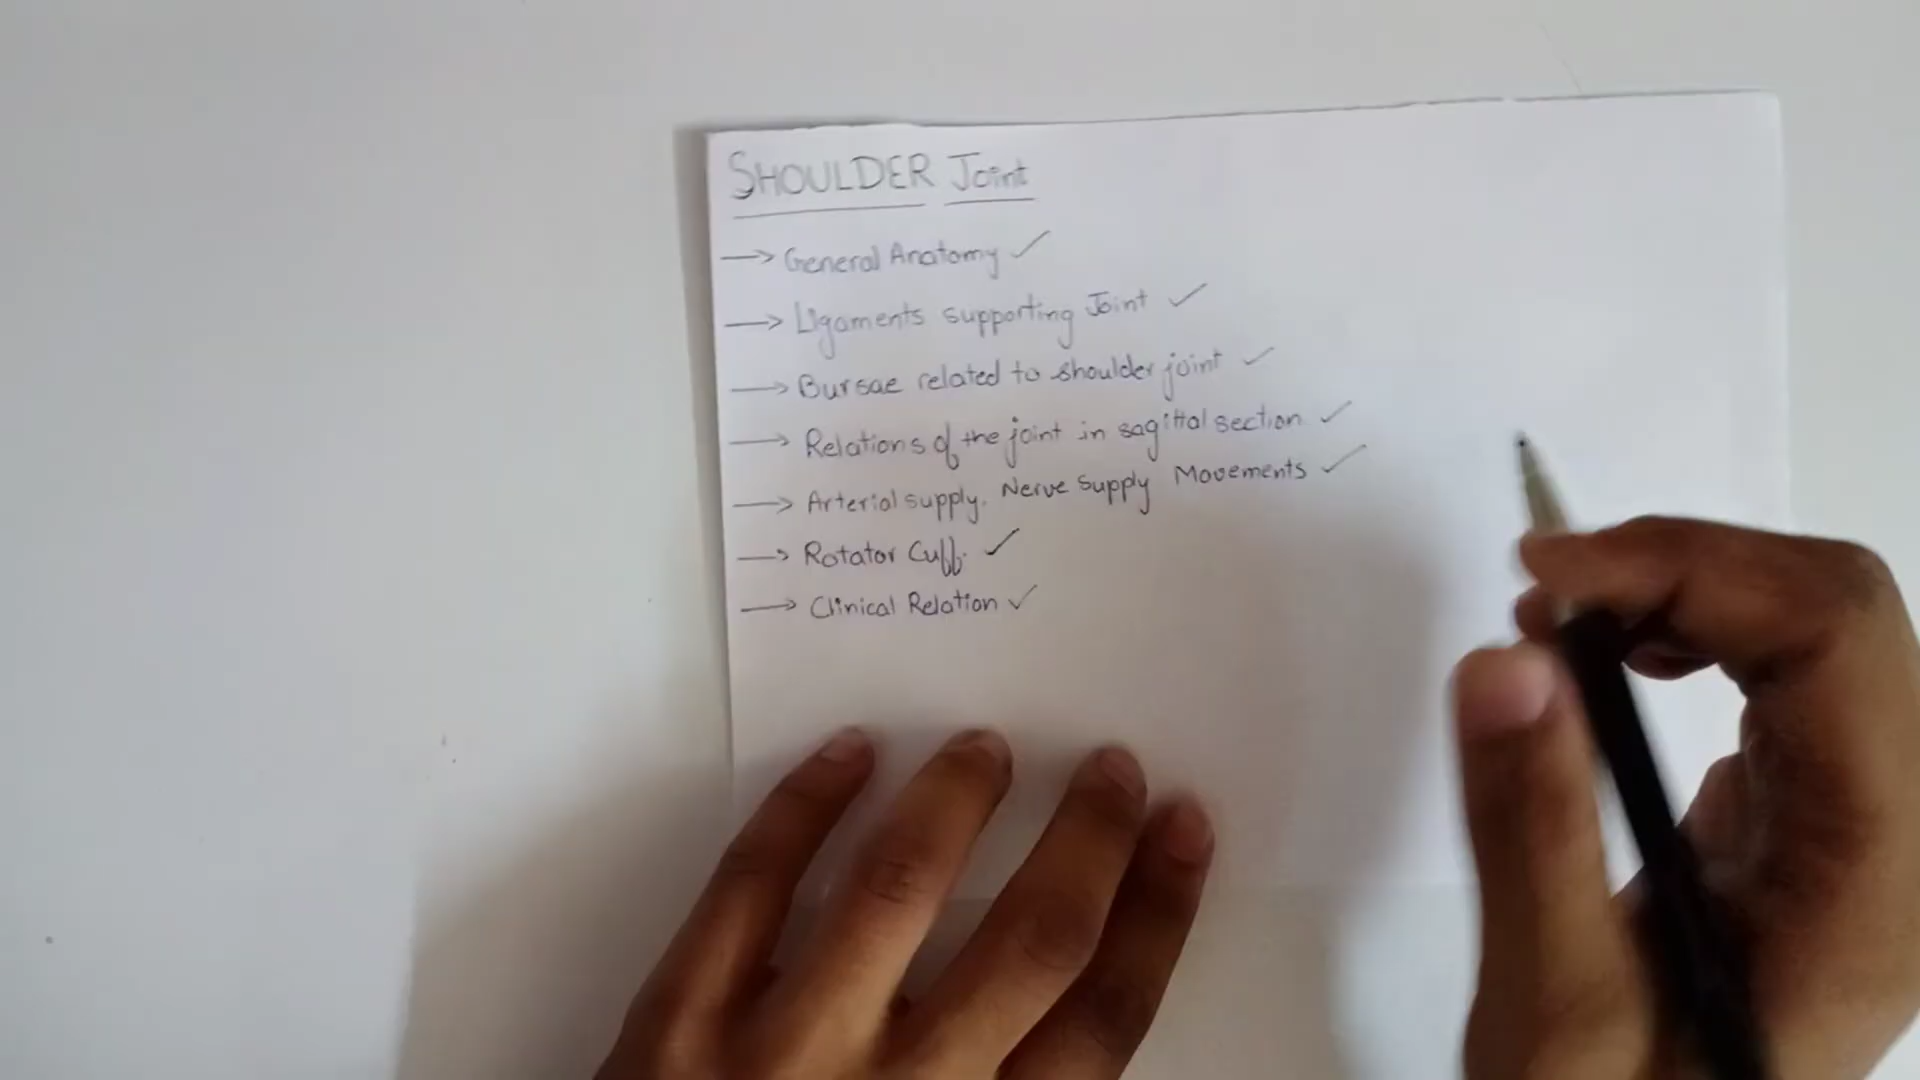 SHOULDER Joint
→ General Anatomy ✓
→ Ligaments supporting Joint ✓
→ Bursae related to shoulder joint ✓
→ Relations of the joint in sagittal section ✓
→ Arterial supply. Nerve Supply Movements ✓
→ Rotator Cuff. ✓
→ Clinical Relation ✓